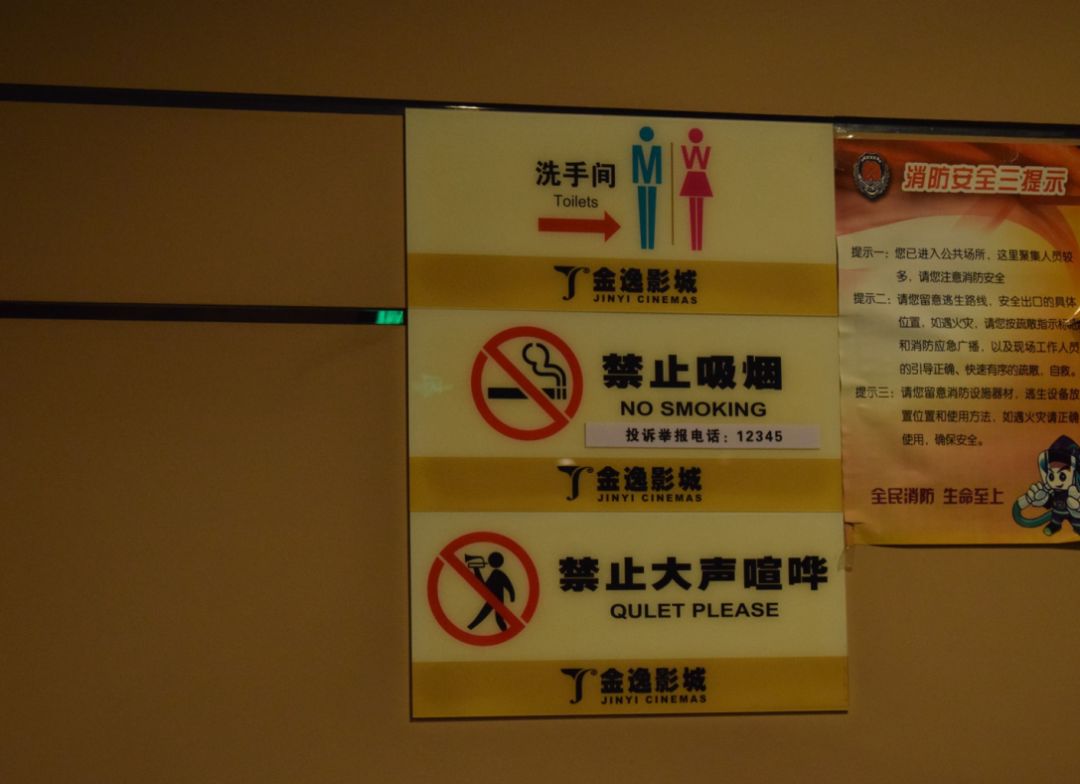 洗手间
Toilets
M W
金逸影城
JINYI CINEMAS
禁止吸烟
NO SMOKING
投诉举报电话：12345
金逸影城
JINYI CINEMAS
禁止大声喧哗
QULET PLEASE
金逸影城
JINYI CINEMAS
消防安全三提示
提示一：您已进入公共场所，这里聚集人员较
多，请您注意消防安全
提示二：请您留意逃生路线，安全出口的具体
位置，如遇火灾，请您按疏散指示标志
和消防应急广播，以及现场工作人员
的引导正确、快速有序的疏散，自救。
提示三：请您留意消防设施器材，逃生设备放
置位置和使用方法，如遇火灾请正确
使用，确保安全。
全民消防 生命至上